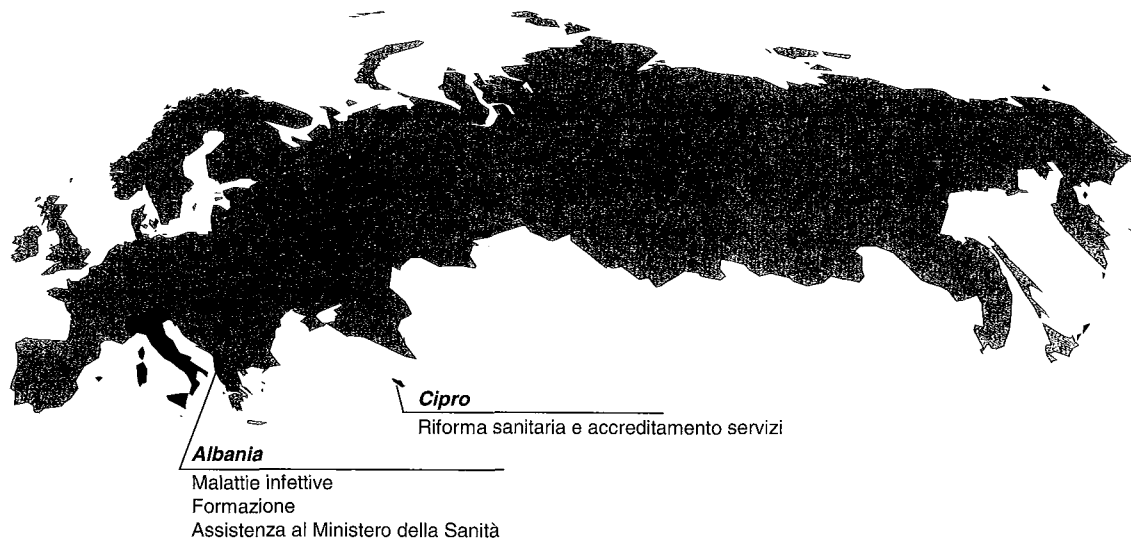 Cipro
Riforma sanitaria e accreditamento servizi
Albania
Malattie infettive
Formazione
Assistenza al Ministero della Sanità